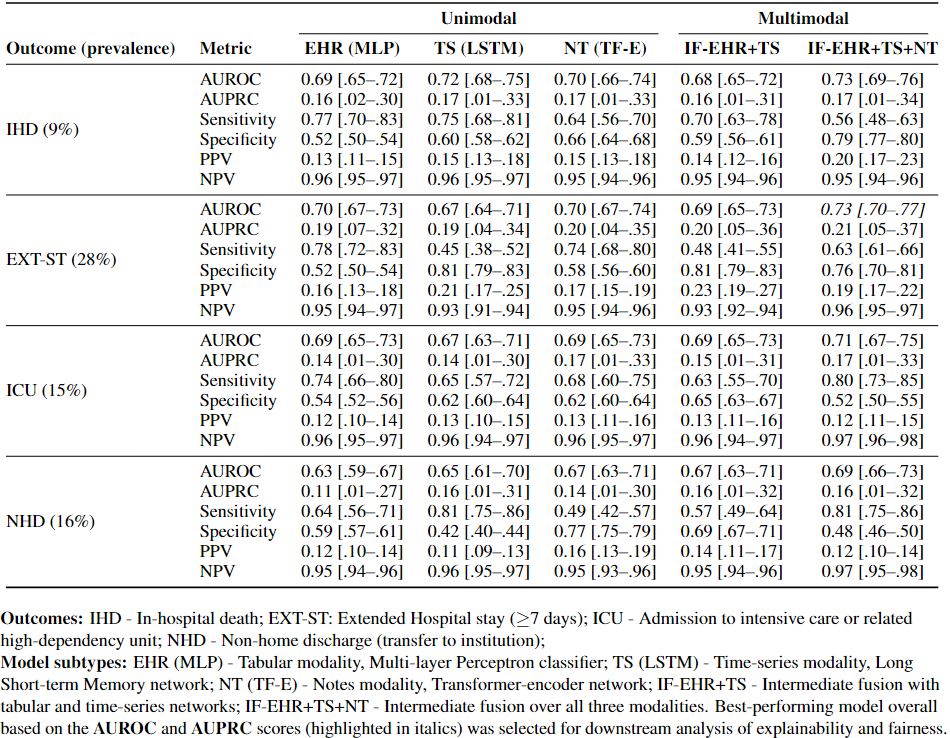 Unimodal Multimodal
Outcome (prevalence) Metric EHR (MLP) TS (LSTM) NT (TF-E) IF-EHR+TS IF-EHR+TS+NT
AUROC 0.69 [.65–.72] 0.72 [.68–.75] 0.70 [.66–.74] 0.68 [.65–.72] 0.73 [.69–.76]
AUPRC 0.16 [.02–.30] 0.17 [.01–.33] 0.17 [.01–.33] 0.16 [.01–.31] 0.17 [.01–.34]
Sensitivity 0.77 [.70–.83] 0.75 [.68–.81] 0.64 [.56–.70] 0.70 [.63–.78] 0.56 [.48–.63]
IHD (9%)
Specificity 0.52 [.50–.54] 0.60 [.58–.62] 0.66 [.64–.68] 0.59 [.56–.61] 0.79 [.77–.80]
PPV 0.13 [.11–.15] 0.15 [.13–.18] 0.15 [.13–.18] 0.14 [.12–.16] 0.20 [.17–.23]
NPV 0.96 [.95–.97] 0.96 [.95–.97] 0.95 [.94–.96] 0.95 [.94–.96] 0.95 [.94–.96]
AUROC 0.70 [.67–.73] 0.67 [.64–.71] 0.70 [.67–.74] 0.69 [.65–.73] 0.73 [.70–.77]
AUPRC 0.19 [.07–.32] 0.19 [.04–.34] 0.20 [.04–.35] 0.20 [.05–.36] 0.21 [.05–.37]
Sensitivity 0.78 [.72–.83] 0.45 [.38–.52] 0.74 [.68–.80] 0.48 [.41–.55] 0.63 [.61–.66]
EXT-ST (28%)
Specificity 0.52 [.50–.54] 0.81 [.79–.83] 0.58 [.56–.60] 0.81 [.79–.83] 0.76 [.70–.81]
PPV 0.16 [.13–.18] 0.21 [.17–.25] 0.17 [.15–.19] 0.23 [.19–.27] 0.19 [.17–.22]
NPV 0.95 [.94–.97] 0.93 [.91–.94] 0.95 [.94–.96] 0.93 [.92–.94] 0.96 [.95–.97]
AUROC 0.69 [.65–.73] 0.67 [.63–.71] 0.69 [.65–.73] 0.69 [.65–.73] 0.71 [.67–.75]
AUPRC 0.14 [.01–.30] 0.14 [.01–.30] 0.17 [.01–.33] 0.15 [.01–.31] 0.17 [.01–.33]
Sensitivity 0.74 [.66–.80] 0.65 [.57–.72] 0.68 [.60–.75] 0.63 [.55–.70] 0.80 [.73–.85]
ICU (15%)
Specificity 0.54 [.52–.56] 0.62 [.60–.64] 0.62 [.60–.64] 0.65 [.63–.67] 0.52 [.50–.55]
PPV 0.12 [.10–.14] 0.13 [.10–.15] 0.13 [.11–.16] 0.13 [.11–.16] 0.12 [.11–.15]
NPV 0.96 [.95–.97] 0.96 [.94–.97] 0.96 [.95–.97] 0.96 [.94–.97] 0.97 [.96–.98]
AUROC 0.63 [.59–.67] 0.65 [.61–.70] 0.67 [.63–.71] 0.67 [.63–.71] 0.69 [.66–.73]
AUPRC 0.11 [.01–.27] 0.16 [.01–.31] 0.14 [.01–.30] 0.16 [.01–.32] 0.16 [.01–.32]
Sensitivity 0.64 [.56–.71] 0.81 [.75–.86] 0.49 [.42–.57] 0.57 [.49–.64] 0.81 [.75–.86]
NHD (16%)
Specificity 0.59 [.57–.61] 0.42 [.40–.44] 0.77 [.75–.79] 0.69 [.67–.71] 0.48 [.46–.50]
PPV 0.12 [.10–.14] 0.11 [.09–.13] 0.16 [.13–.19] 0.14 [.11–.17] 0.12 [.10–.14]
NPV 0.95 [.94–.96] 0.96 [.95–.97] 0.95 [.93–.96] 0.95 [.94–.96] 0.97 [.95–.98]
Outcomes: IHD - In-hospital death; EXT-ST: Extended Hospital stay (≥7 days); ICU - Admission to intensive care or related
high-dependency unit; NHD - Non-home discharge (transfer to institution);
Model subtypes: EHR (MLP) - Tabular modality, Multi-layer Perceptron classifier; TS (LSTM) - Time-series modality, Long
Short-term Memory network; NT (TF-E) - Notes modality, Transformer-encoder network; IF-EHR+TS - Intermediate fusion with
tabular and time-series networks; IF-EHR+TS+NT - Intermediate fusion over all three modalities. Best-performing model overall
based on the AUROC and AUPRC scores (highlighted in italics) was selected for downstream analysis of explainability and fairness.